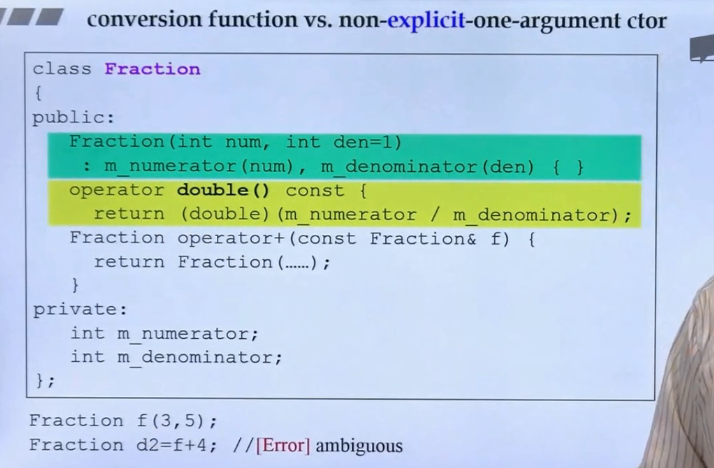 conversion function vs. non-explicit-one-argument ctor
class Fraction
{
public:
    Fraction(int num, int den=1)
     : m_numerator(num), m_denominator(den) { }
    operator double() const {
      return (double)(m_numerator / m_denominator);
    Fraction operator+(const Fraction& f) {
      return Fraction(……);
    }
private:
    int m_numerator;
    int m_denominator;
};
Fraction f(3,5);
Fraction d2=f+4; //[Error] ambiguous